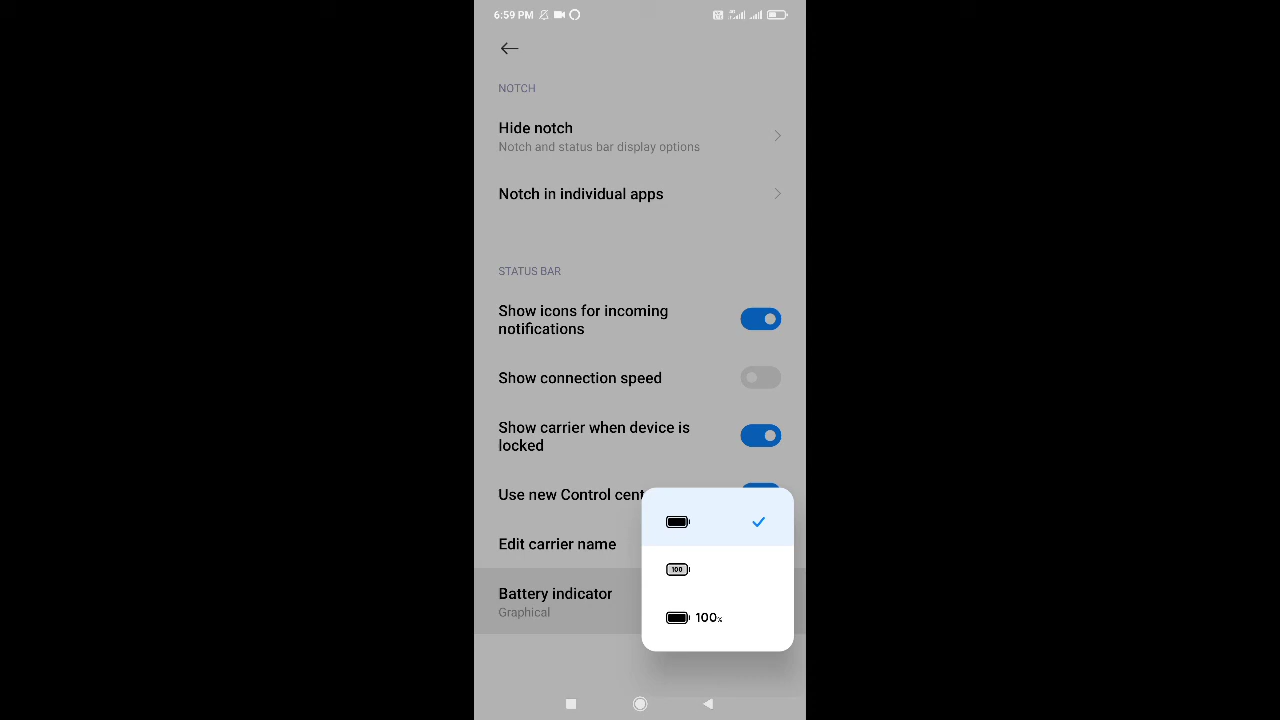 6:59 PM
NOTCH
Hide notch
Notch and status bar display options
Notch in individual apps
STATUS BAR
Show icons for incoming
notifications
Show connection speed
Show carrier when device is
locked
Use new Control cent
Edit carrier name
Battery indicator
Graphical
100
100%